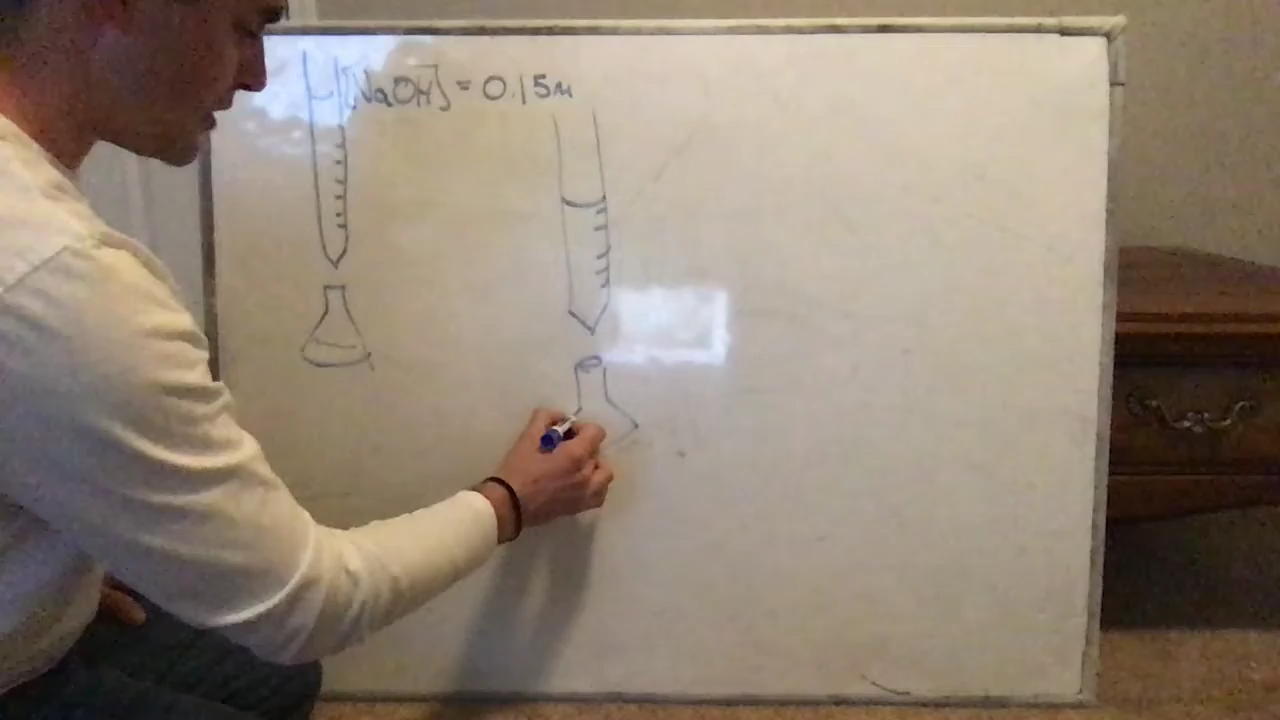 [NaOH] = 0.15M